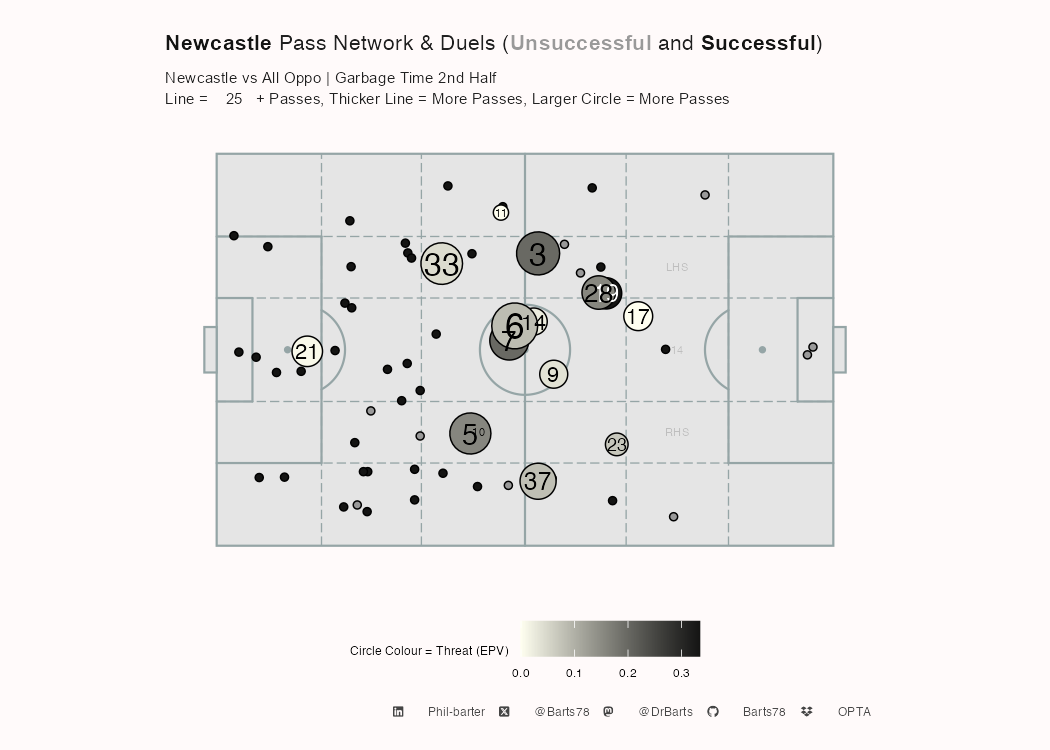 Newcastle Pass Network & Duels (Unsuccessful and Successful)
Newcastle vs All Oppo | Garbage Time 2nd Half
Line = 25 + Passes, Thicker Line = More Passes, Larger Circle = More Passes
11
3
33
LHS
28
17
6
14
7
14
21
9
5
10
RHS
23
37
Circle Colour = Threat (EPV)
0.0 0.1 0.2 0.3
Phil-barter @Barts78 @DrBarts Barts78 OPTA